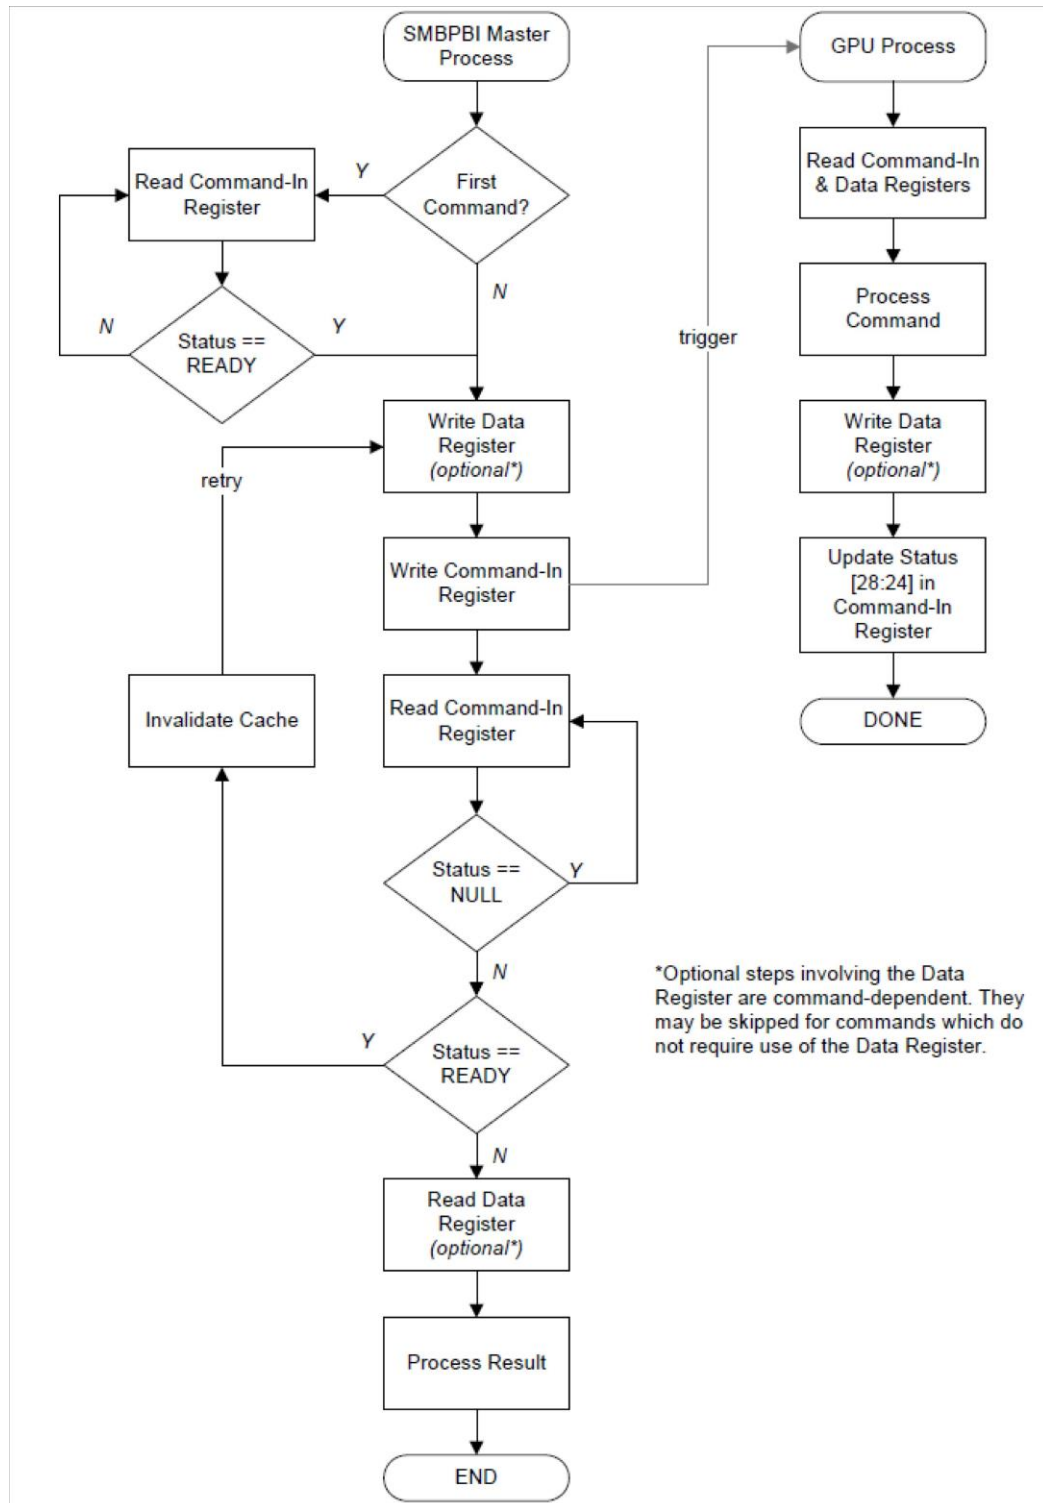 SMBPBI Master
Process
GPU Process
Read Command-In
Register
Y
First
Command?
Read Command-In
& Data Registers
N
Status ==
READY
Y
N
trigger
Process
Command
retry
Write Data
Register
(optional*)
Write Data
Register
(optional*)
Write Command-In
Register
Update Status
[28:24] in
Command-In
Register
Invalidate Cache
Read Command-In
Register
DONE
Status ==
NULL
Y
N
*Optional steps involving the Data
Register are command-dependent. They
may be skipped for commands which do
not require use of the Data Register.
Y
Status ==
READY
N
Read Data
Register
(optional*)
Process Result
END